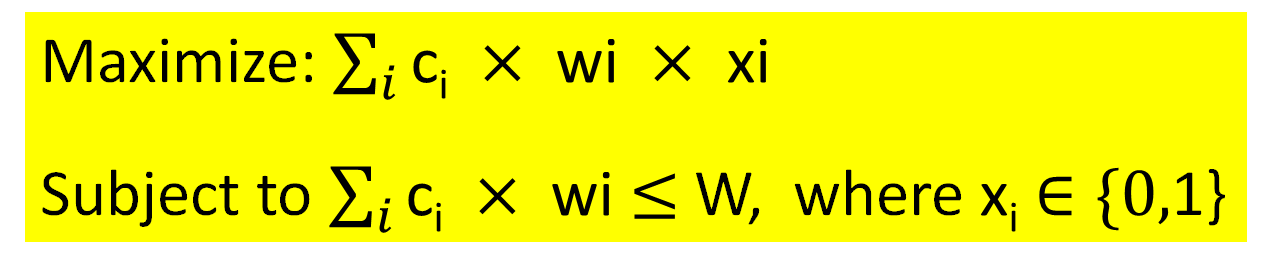 Maximize: ∑ᵢ cᵢ × wi × xi
Subject to ∑ᵢ cᵢ × wi ≤ W, where xᵢ ∈ {0,1}